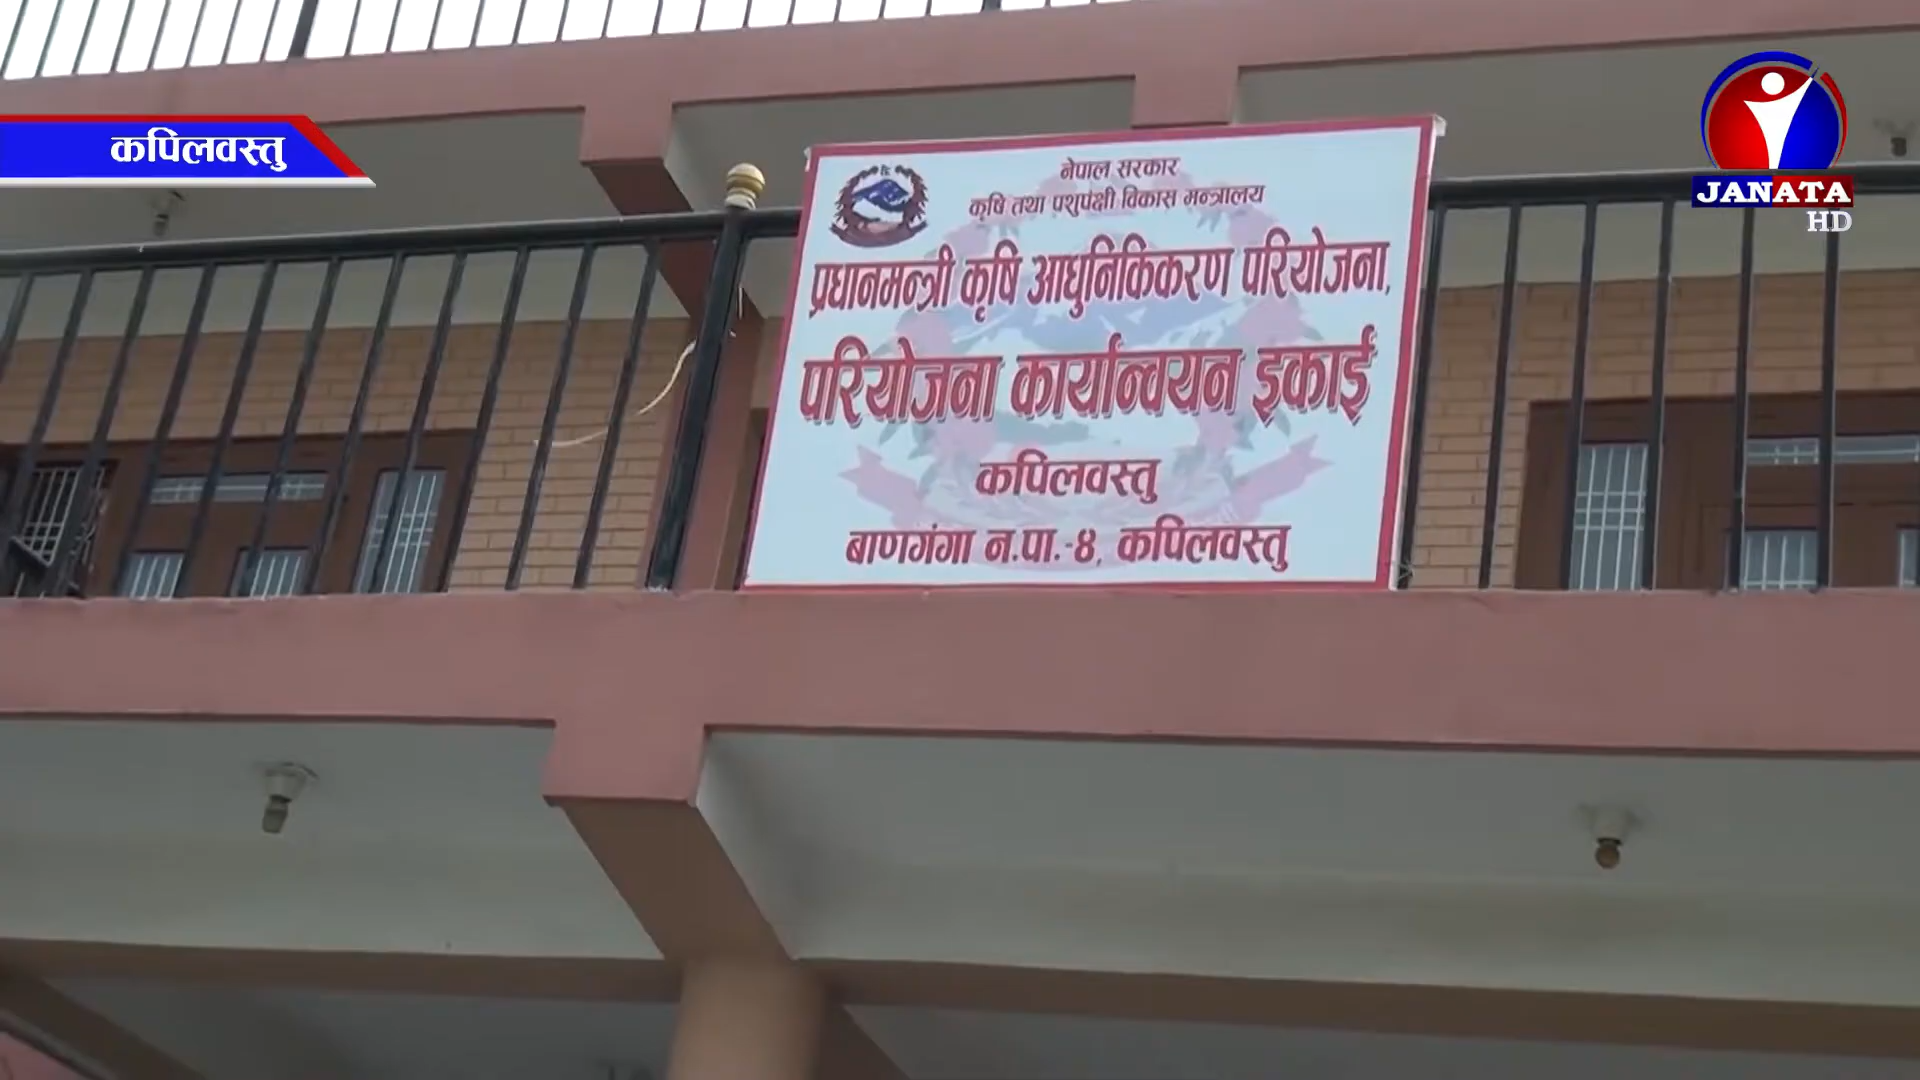 कपिलवस्तु
JANATA
HD
नेपाल सरकार
कृषि तथा पशुपंक्षी विकास मन्त्रालय
प्रधानमन्त्री कृषि आधुनिकिकरण परियोजना,
परियोजना कार्यान्वयन इकाई
कपिलवस्तु
बाणगंगा न.पा.-४, कपिलवस्तु